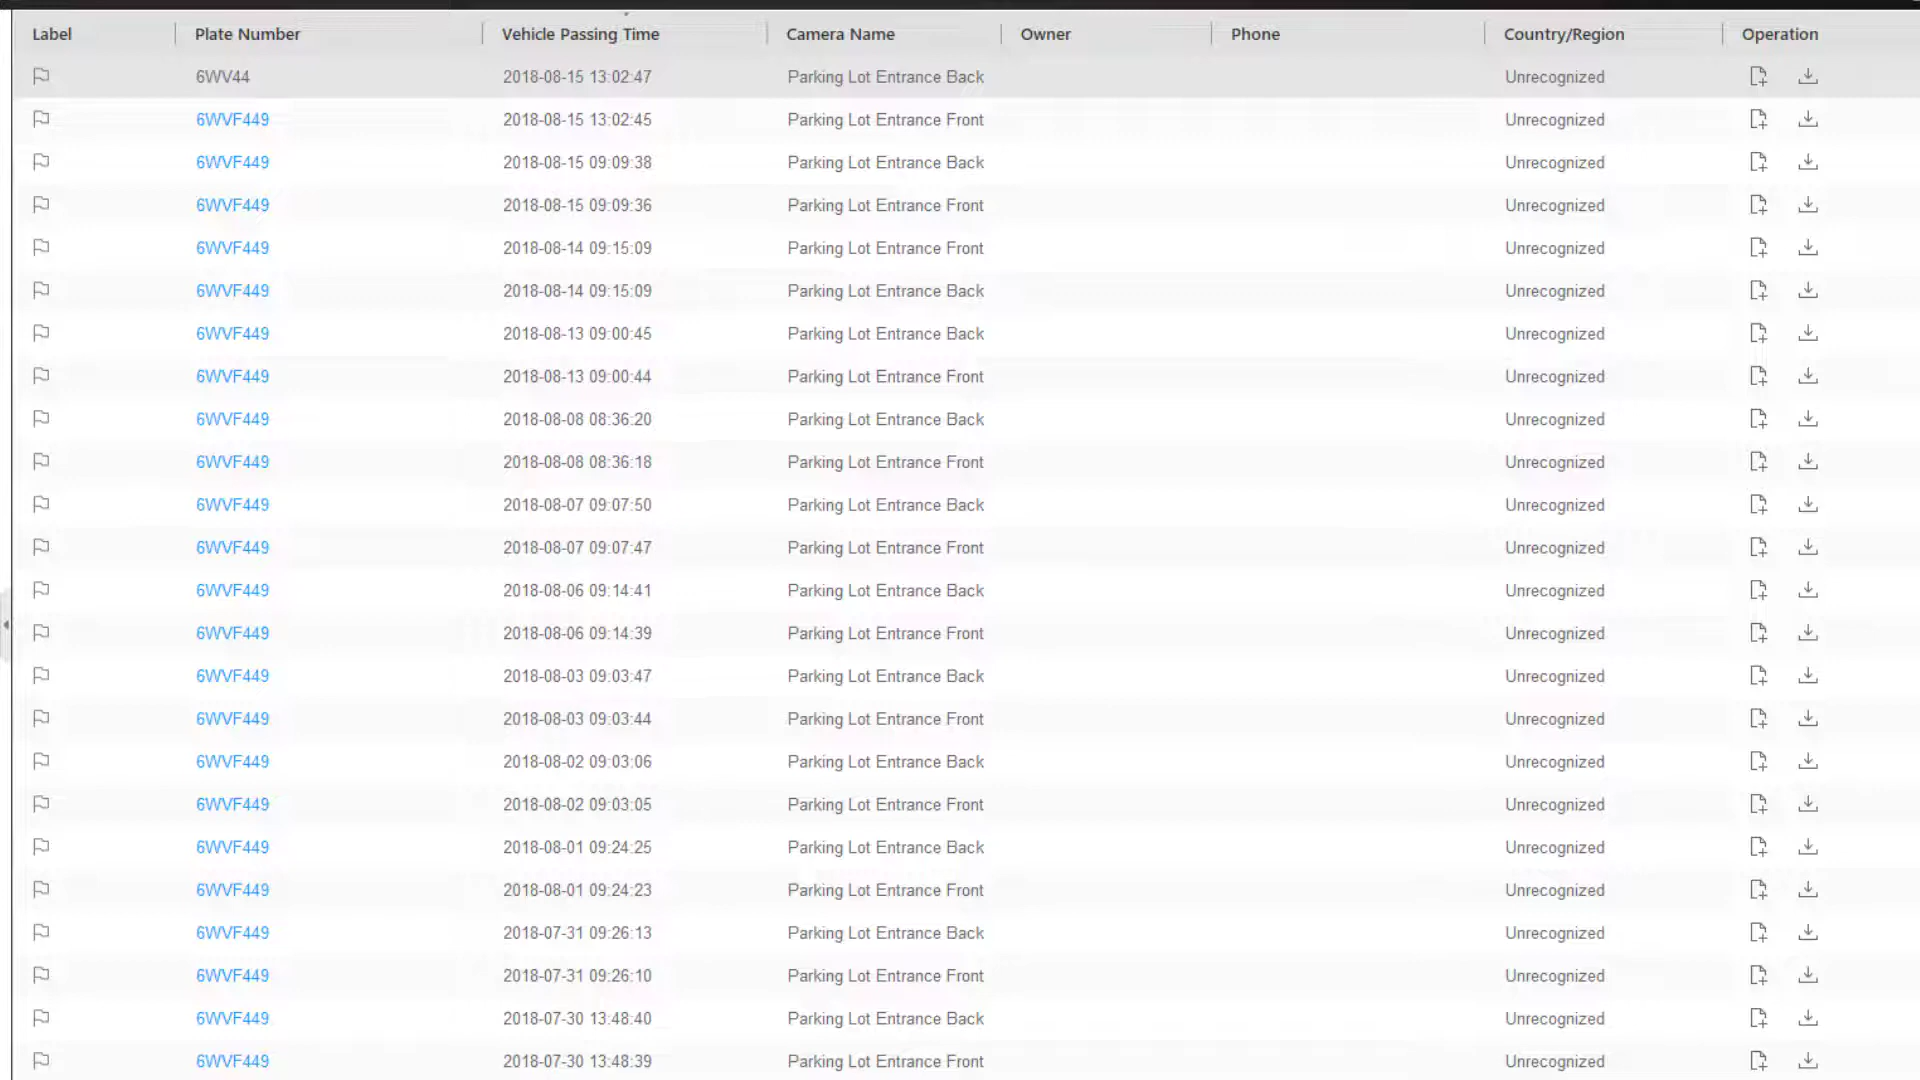 Label Plate Number Vehicle Passing Time Camera Name Owner Phone Country/Region Operation
6WV44 2018-08-15 13:02:47 Parking Lot Entrance Back Unrecognized
6WVF449 2018-08-15 13:02:45 Parking Lot Entrance Front Unrecognized
6WVF449 2018-08-15 09:09:38 Parking Lot Entrance Back Unrecognized
6WVF449 2018-08-15 09:09:36 Parking Lot Entrance Front Unrecognized
6WVF449 2018-08-14 09:15:09 Parking Lot Entrance Front Unrecognized
6WVF449 2018-08-14 09:15:09 Parking Lot Entrance Back Unrecognized
6WVF449 2018-08-13 09:00:45 Parking Lot Entrance Back Unrecognized
6WVF449 2018-08-13 09:00:44 Parking Lot Entrance Front Unrecognized
6WVF449 2018-08-08 08:36:20 Parking Lot Entrance Back Unrecognized
6WVF449 2018-08-08 08:36:18 Parking Lot Entrance Front Unrecognized
6WVF449 2018-08-07 09:07:50 Parking Lot Entrance Back Unrecognized
6WVF449 2018-08-07 09:07:47 Parking Lot Entrance Front Unrecognized
6WVF449 2018-08-06 09:14:41 Parking Lot Entrance Back Unrecognized
6WVF449 2018-08-06 09:14:39 Parking Lot Entrance Front Unrecognized
6WVF449 2018-08-03 09:03:47 Parking Lot Entrance Back Unrecognized
6WVF449 2018-08-03 09:03:44 Parking Lot Entrance Front Unrecognized
6WVF449 2018-08-02 09:03:06 Parking Lot Entrance Back Unrecognized
6WVF449 2018-08-02 09:03:05 Parking Lot Entrance Front Unrecognized
6WVF449 2018-08-01 09:24:25 Parking Lot Entrance Back Unrecognized
6WVF449 2018-08-01 09:24:23 Parking Lot Entrance Front Unrecognized
6WVF449 2018-07-31 09:26:13 Parking Lot Entrance Back Unrecognized
6WVF449 2018-07-31 09:26:10 Parking Lot Entrance Front Unrecognized
6WVF449 2018-07-30 13:48:40 Parking Lot Entrance Back Unrecognized
6WVF449 2018-07-30 13:48:39 Parking Lot Entrance Front Unrecognized